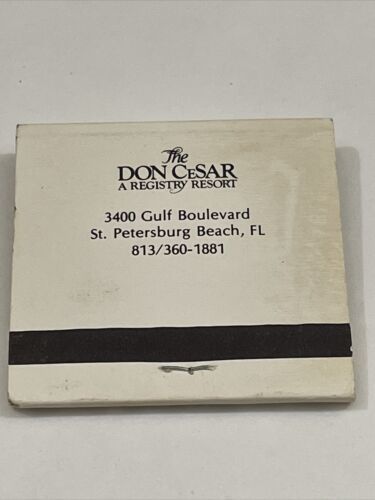 The
DON CESAR
A REGISTRY RESORT
3400 Gulf Boulevard
St. Petersburg Beach, FL
813/360-1881